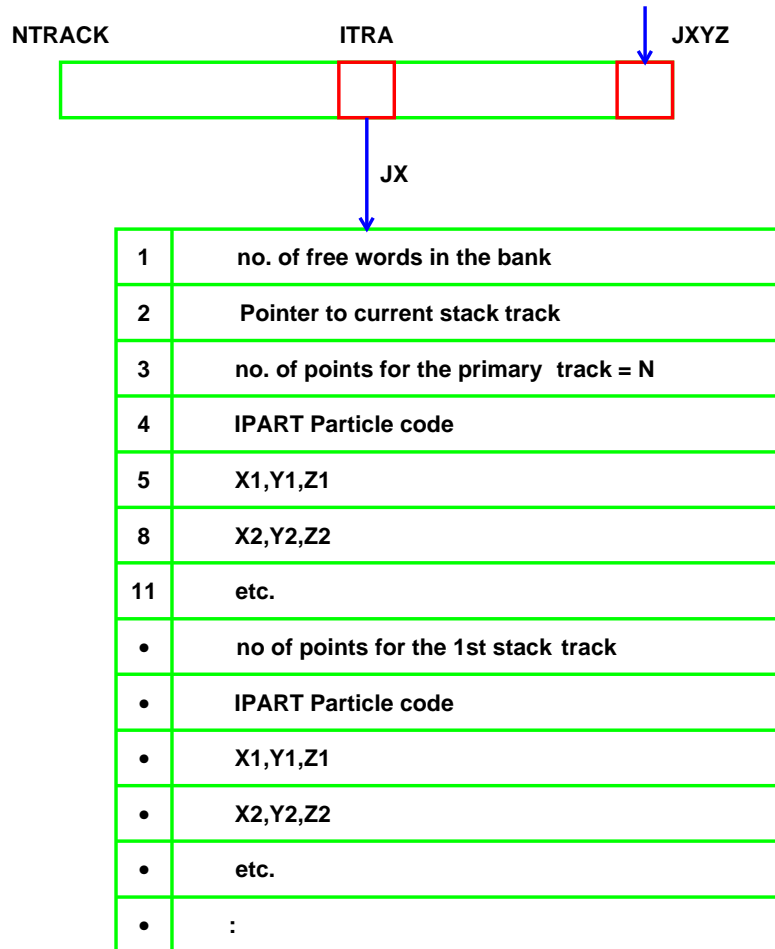 NTRACK ITRA JXYZ
JX
1 no. of free words in the bank
2 Pointer to current stack track
3 no. of points for the primary track = N
4 IPART Particle code
5 X1,Y1,Z1
8 X2,Y2,Z2
11 etc.
• no of points for the 1st stack track
• IPART Particle code
• X1,Y1,Z1
• X2,Y2,Z2
• etc.
• :